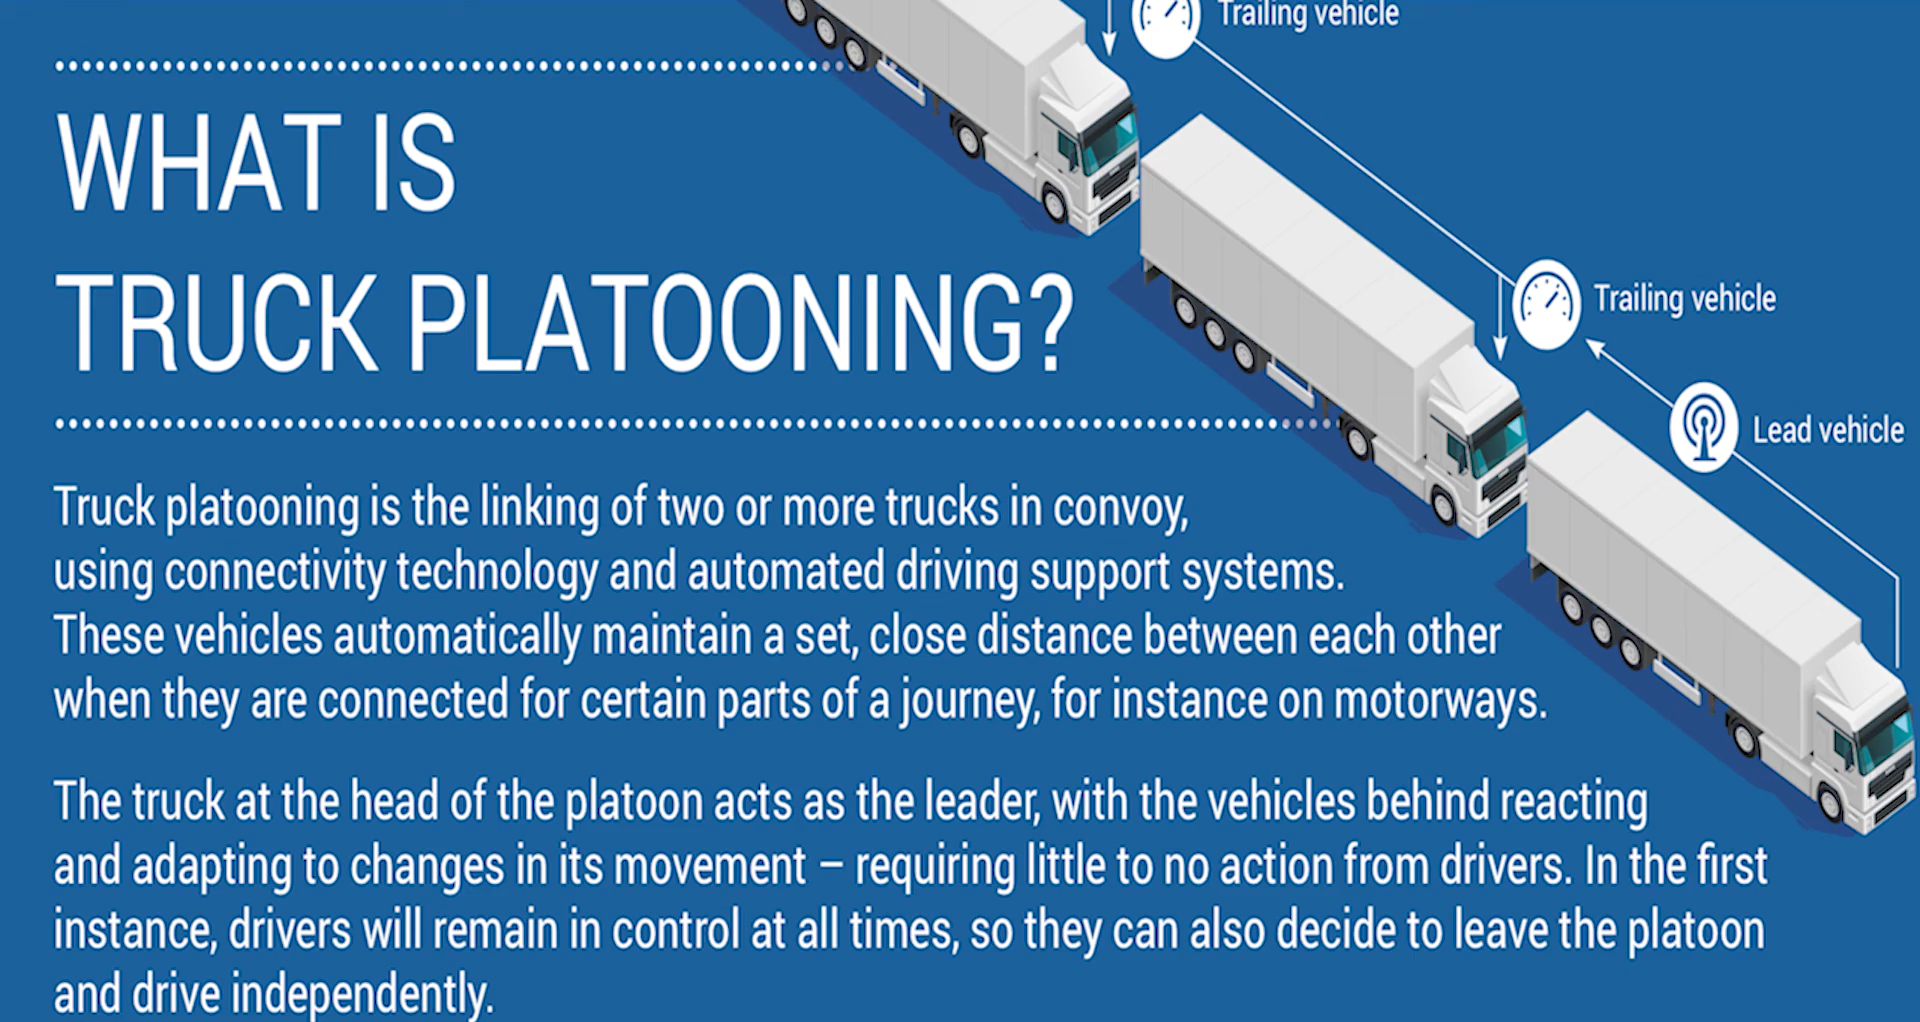 Trailing vehicle
WHAT IS
TRUCK PLATOONING?
Trailing vehicle
Lead vehicle
Truck platooning is the linking of two or more trucks in convoy,
using connectivity technology and automated driving support systems.
These vehicles automatically maintain a set, close distance between each other
when they are connected for certain parts of a journey, for instance on motorways.
The truck at the head of the platoon acts as the leader, with the vehicles behind reacting
and adapting to changes in its movement – requiring little to no action from drivers. In the first
instance, drivers will remain in control at all times, so they can also decide to leave the platoon
and drive independently.